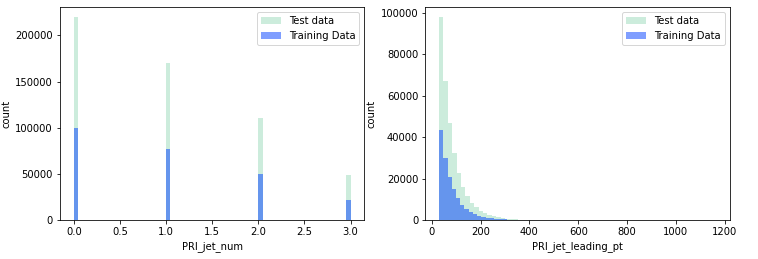 Test data
Training Data
200000
150000
100000
50000
0
count
0.0 0.5 1.0 1.5 2.0 2.5 3.0
PRI_jet_num
Test data
Training Data
100000
80000
60000
40000
20000
0
count
0 200 400 600 800 1000 1200
PRI_jet_leading_pt